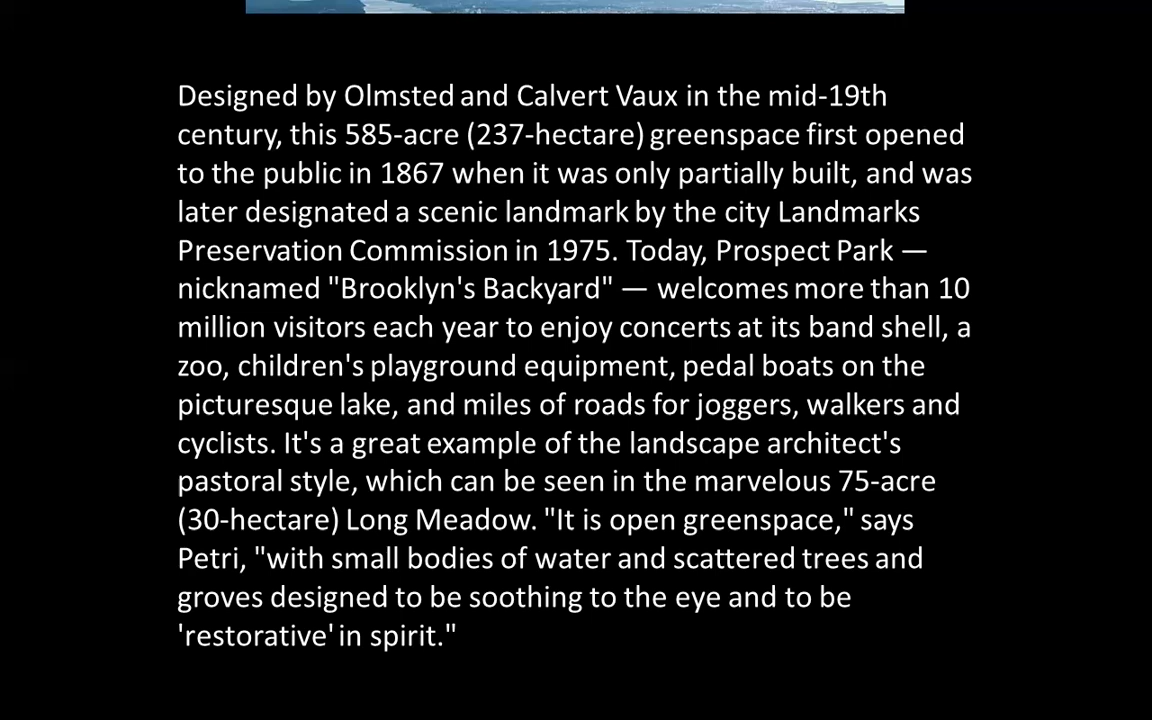 Designed by Olmsted and Calvert Vaux in the mid-19th
century, this 585-acre (237-hectare) greenspace first opened
to the public in 1867 when it was only partially built, and was
later designated a scenic landmark by the city Landmarks
Preservation Commission in 1975. Today, Prospect Park —
nicknamed "Brooklyn's Backyard" — welcomes more than 10
million visitors each year to enjoy concerts at its band shell, a
zoo, children's playground equipment, pedal boats on the
picturesque lake, and miles of roads for joggers, walkers and
cyclists. It's a great example of the landscape architect's
pastoral style, which can be seen in the marvelous 75-acre
(30-hectare) Long Meadow. "It is open greenspace," says
Petri, "with small bodies of water and scattered trees and
groves designed to be soothing to the eye and to be
'restorative' in spirit."